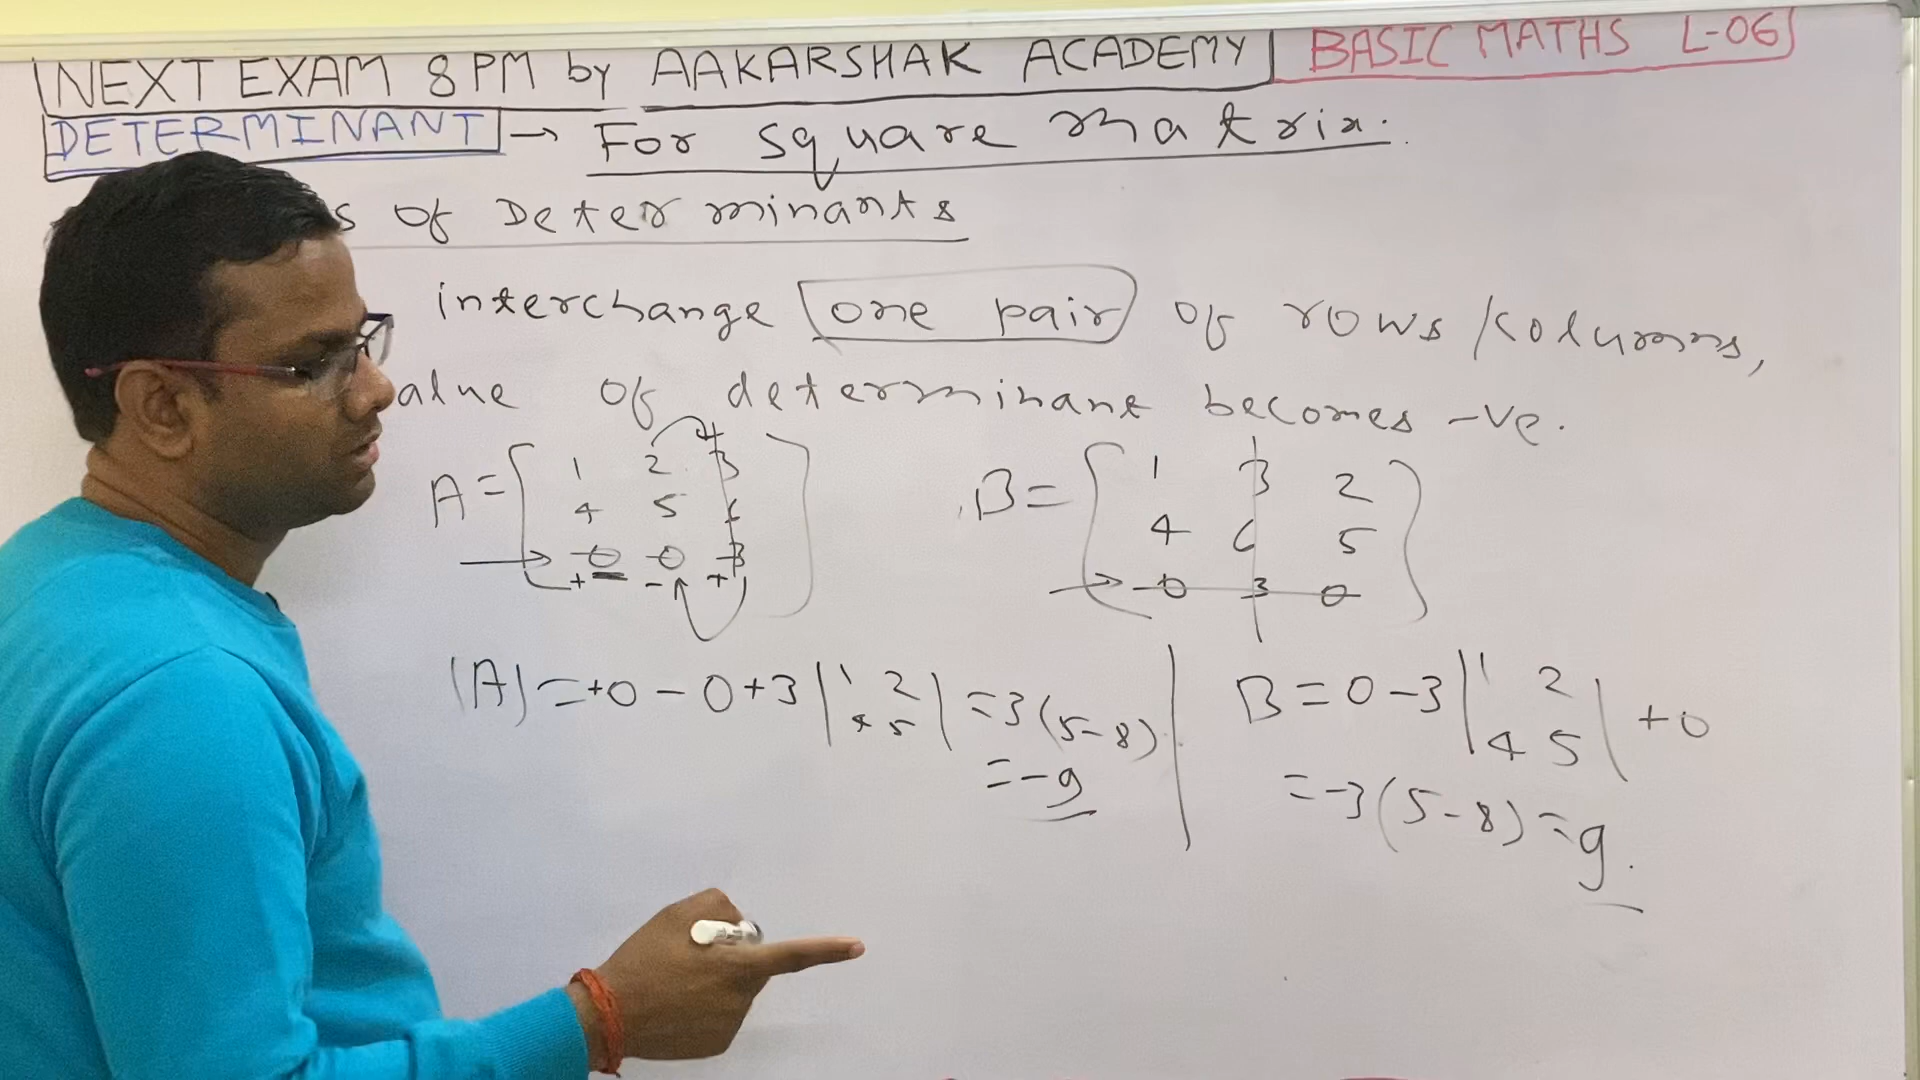 NEXT EXAM 8 PM by AAKARSHAK ACADEMY | BASIC MATHS L-06
DETERMINANT → For square matrix.
s of Determinants
interchange one pair of rows/columns,
alue of determinant becomes -ve.
A = [ 1 2 3
4 5 6
0 0 3 ]
+ - +
B = [ 1 3 2
4 6 5
0 3 0 ]
|A| = +0 - 0 + 3 | 1 2
4 5 | = 3 (5-8)
= -9
B = 0 - 3 | 1 2
4 5 | + 0
= -3 (5-8) = 9.